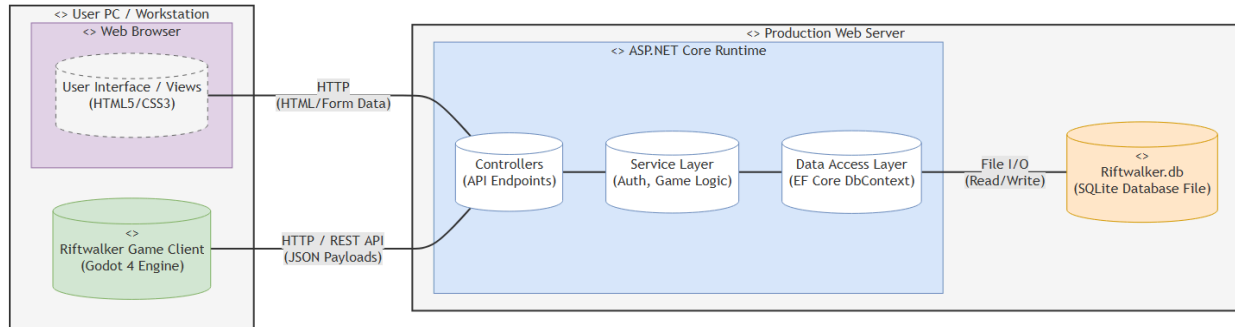 <> User PC / Workstation
<> Web Browser
User Interface / Views
(HTML5/CSS3)
<>
Riftwalker Game Client
(Godot 4 Engine)
HTTP
(HTML/Form Data)
HTTP / REST API
(JSON Payloads)
<> Production Web Server
<> ASP.NET Core Runtime
Controllers
(API Endpoints)
Service Layer
(Auth, Game Logic)
Data Access Layer
(EF Core DbContext)
File I/O
(Read/Write)
<>
Riftwalker.db
(SQLite Database File)